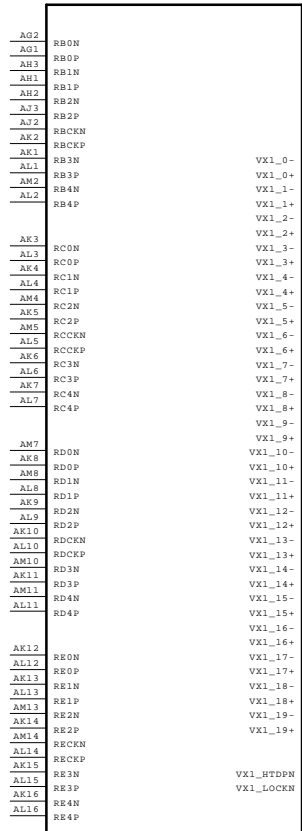 AG2 RB0N
AG1 RB0P
AH3 RB1N
AH1 RB1P
AH2 RB2N
AJ3 RB2P
AJ2 RBCKN
AK2 RBCKP
AK1 RB3N
AL1 RB3P
AM2 RB4N
AL2 RB4P
AK3 RC0N
AL3 RC0P
AK4 RC1N
AL4 RC1P
AM4 RC2N
AK5 RC2P
AM5 RCCKN
AL5 RCCKP
AK6 RC3N
AL6 RC3P
AK7 RC4N
AL7 RC4P
AM7 RD0N
AK8 RD0P
AM8 RD1N
AL8 RD1P
AK9 RD2N
AL9 RD2P
AK10 RDCKN
AL10 RDCKP
AM10 RD3N
AK11 RD3P
AM11 RD4N
AL11 RD4P
AK12 RE0N
AL12 RE0P
AK13 RE1N
AL13 RE1P
AM13 RE2N
AK14 RE2P
AM14 RECKN
AL14 RECKP
AK15 RE3N
AL15 RE3P
AK16 RE4N
AL16 RE4P
VX1_0-
VX1_0+
VX1_1-
VX1_1+
VX1_2-
VX1_2+
VX1_3-
VX1_3+
VX1_4-
VX1_4+
VX1_5-
VX1_5+
VX1_6-
VX1_6+
VX1_7-
VX1_7+
VX1_8-
VX1_8+
VX1_9-
VX1_9+
VX1_10-
VX1_10+
VX1_11-
VX1_11+
VX1_12-
VX1_12+
VX1_13-
VX1_13+
VX1_14-
VX1_14+
VX1_15-
VX1_15+
VX1_16-
VX1_16+
VX1_17-
VX1_17+
VX1_18-
VX1_18+
VX1_19-
VX1_19+
VX1_HTDPN
VX1_LOCKN